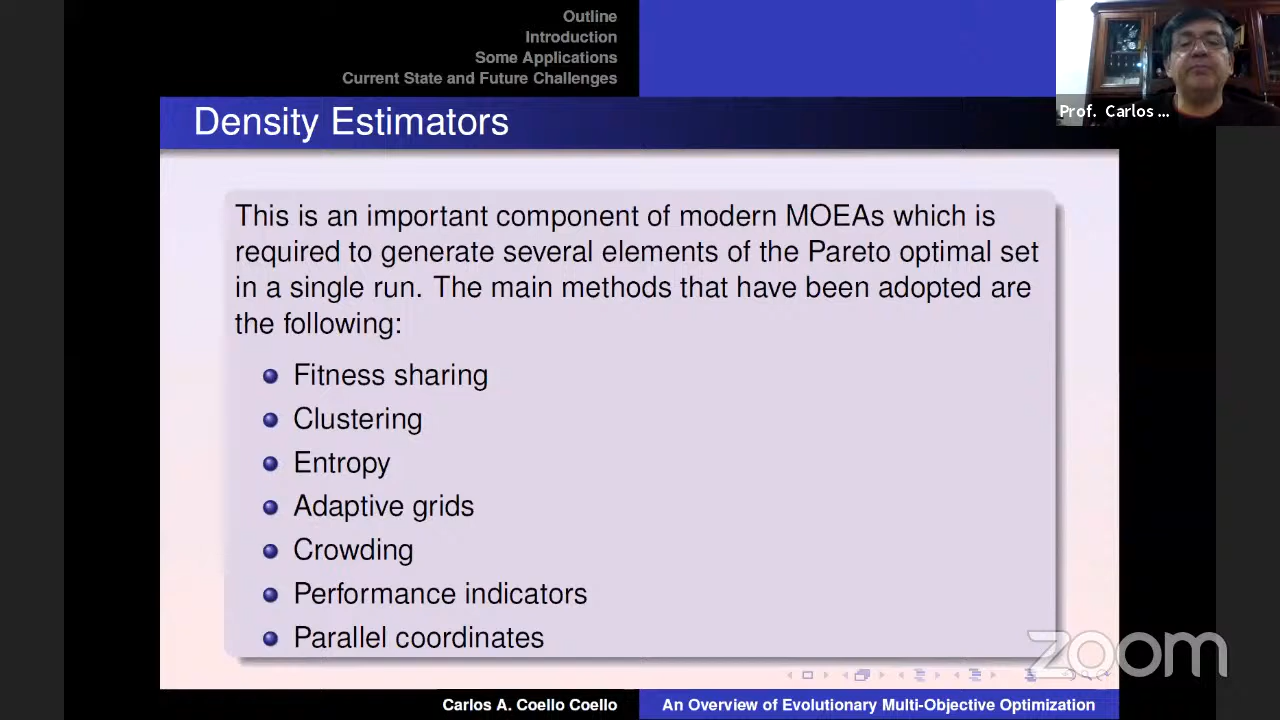 Outline
Introduction
Some Applications
Current State and Future Challenges
Prof. Carlos ...
Density Estimators
This is an important component of modern MOEAs which is
required to generate several elements of the Pareto optimal set
in a single run. The main methods that have been adopted are
the following:
Fitness sharing
Clustering
Entropy
Adaptive grids
Crowding
Performance indicators
Parallel coordinates
zoom
Carlos A. Coello Coello
An Overview of Evolutionary Multi-Objective Optimization